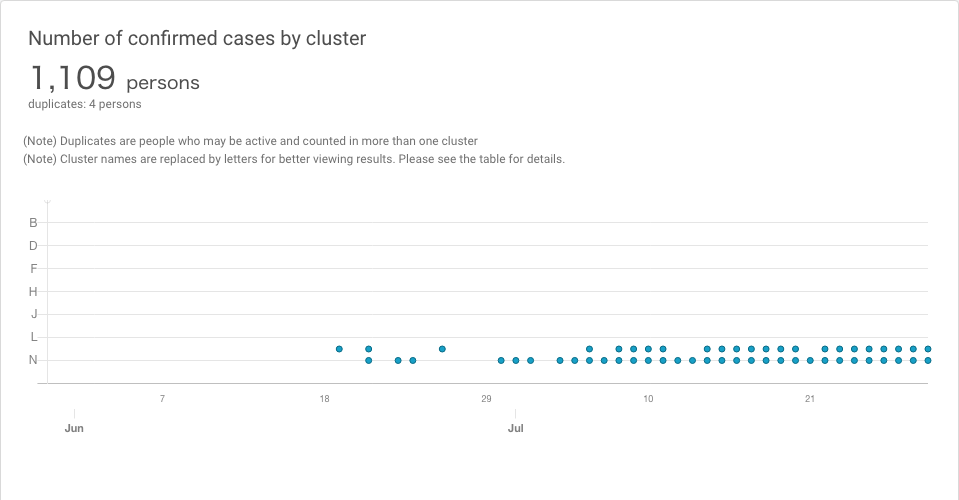 Number of confirmed cases by cluster
1,109 persons
duplicates: 4 persons
(Note) Duplicates are people who may be active and counted in more than one cluster
(Note) Cluster names are replaced by letters for better viewing results. Please see the table for details.
B
D
F
H
J
L
N
7 18 29 10 21
Jun Jul